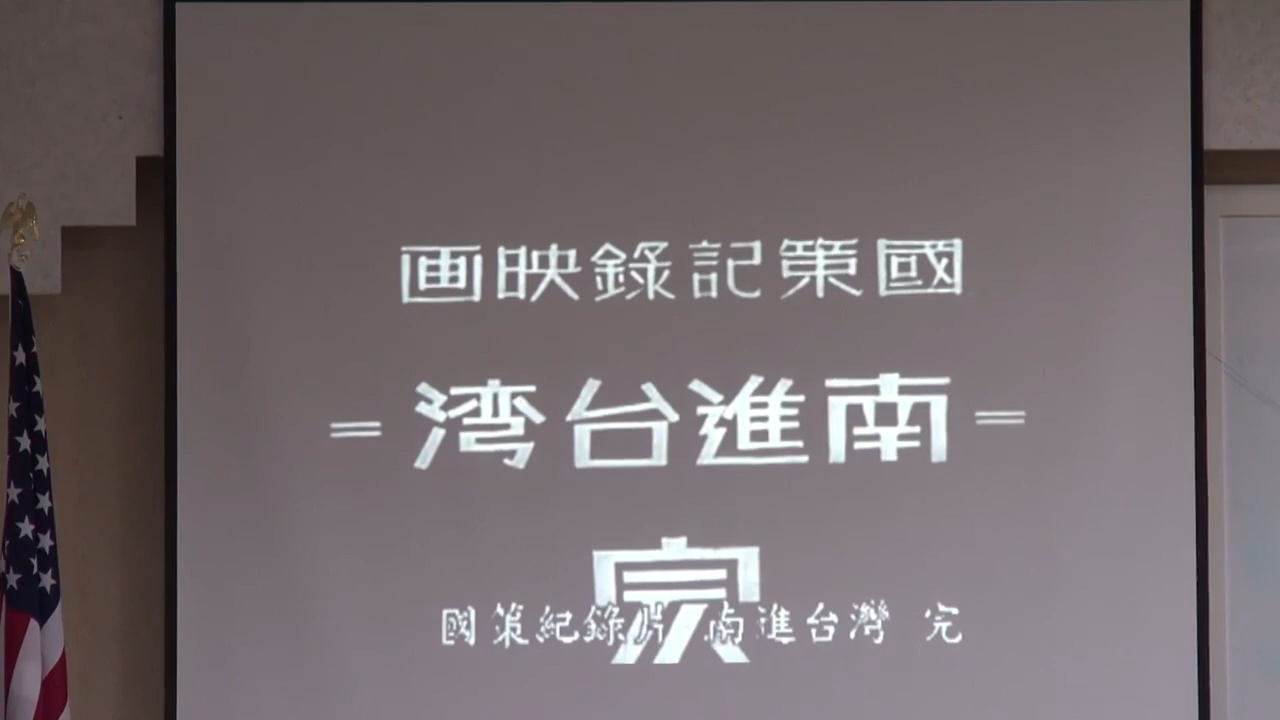 國策記錄映画
=南進台湾=
完
國策紀錄片 南進台灣 完